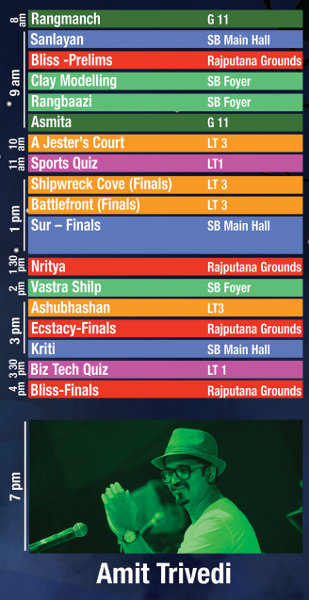 8 am
Rangmanch G 11
9 am
Sanlayan SB Main Hall
Bliss -Prelims Rajputana Grounds
Clay Modelling SB Foyer
Rangbaazi SB Foyer
Asmita G 11
10 am
A Jester's Court LT 3
11 am
Sports Quiz LT1
1 pm
Shipwreck Cove (Finals) LT 3
Battlefront (Finals) LT 3
Sur – Finals SB Main Hall
1 30 pm
Nritya Rajputana Grounds
2 pm
Vastra Shilp SB Foyer
3 pm
Ashubhashan LT3
Ecstacy-Finals Rajputana Grounds
Kriti SB Main Hall
3 30 pm
Biz Tech Quiz LT 1
4 pm
Bliss-Finals Rajputana Grounds
7 pm
Amit Trivedi